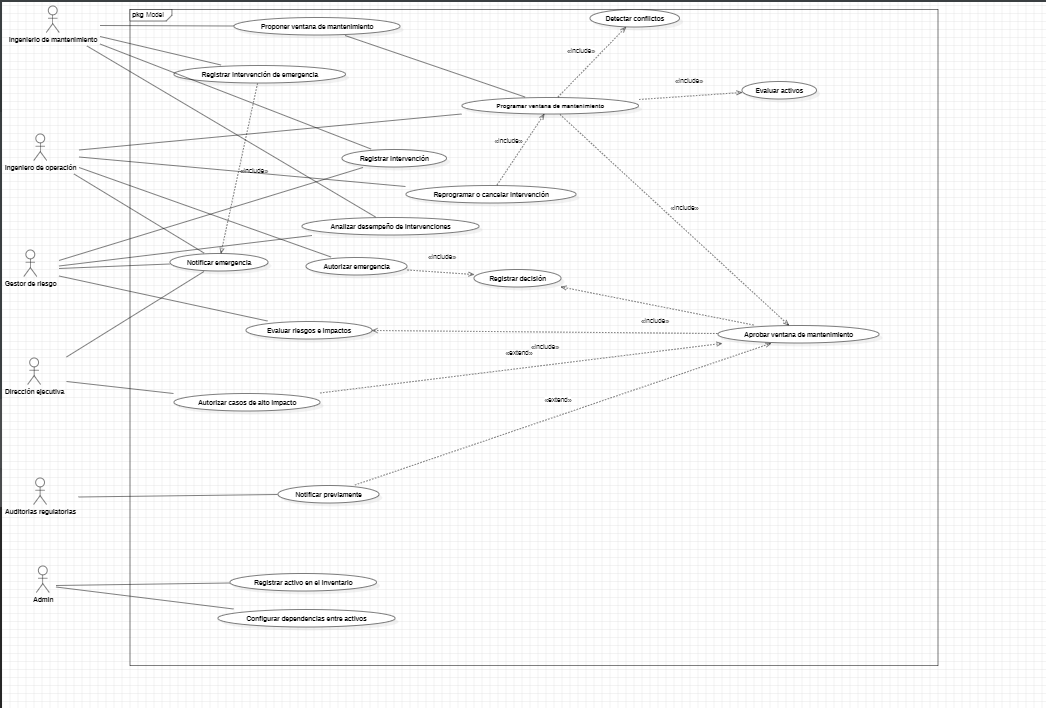 pkg Model
Ingenierio de mantenimiento
Proponer ventana de mantenimiento
Detectar conflictos
«include»
Registrar intervención de emergencia
«include»
Evaluar activos
Programar ventana de mantenimiento
Ingeniero de operación
«include»
Registrar intervención
«include»
Reprogramar o cancelar intervención
«include»
Analizar desempeño de intervenciones
Gestor de riesgo
Notificar emergencia
Autorizar emergencia
«include»
Registrar decisión
«include»
Evaluar riesgos e impactos
Aprobar ventana de mantenimiento
«include»
«extend»
Dirección ejecutiva
Autorizar casos de alto impacto
«extend»
Notificar previamente
Auditorias regulatorias
Registrar activo en el inventario
Admin
Configurar dependencias entre activos